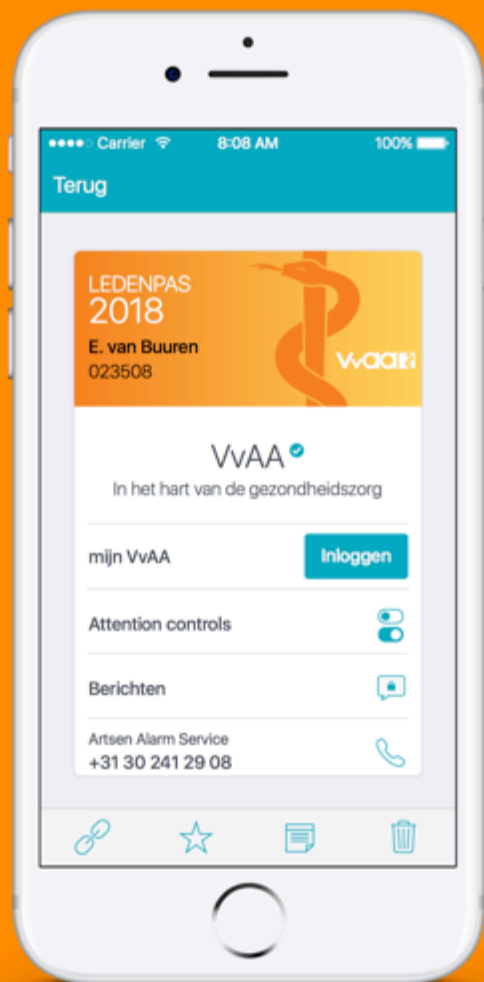 Carrier 8:08 AM 100%
Terug
LEDENPAS
2018
E. van Buuren
023508
VvAA
VvAA
In het hart van de gezondheidszorg
mijn VvAA Inloggen
Attention controls
Berichten
Artsen Alarm Service
+31 30 241 29 08